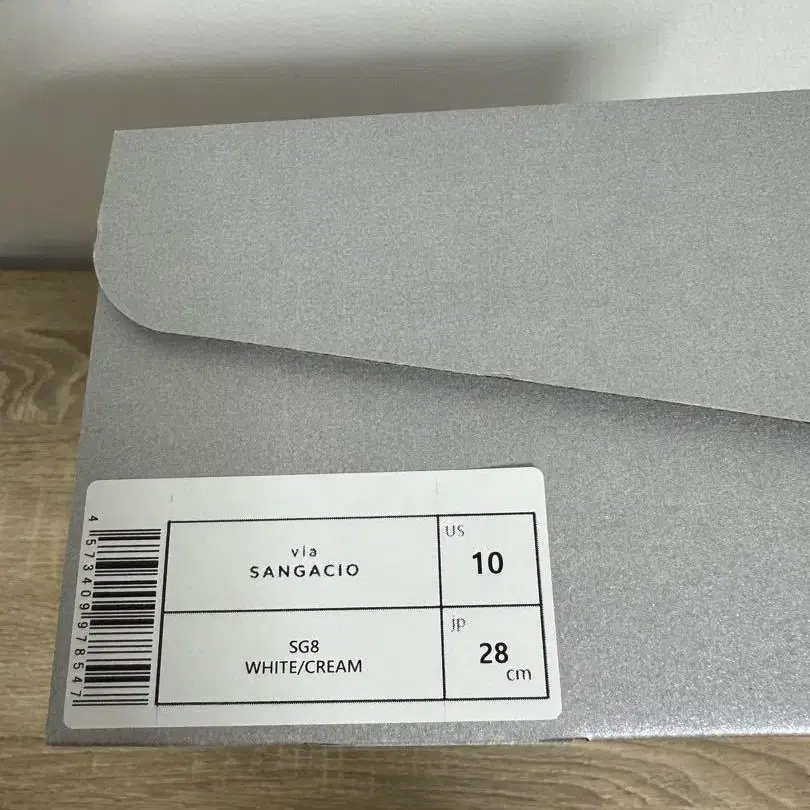 4573409978547
via
SANGACIO
US
10
SG8
WHITE/CREAM
jp
28
cm